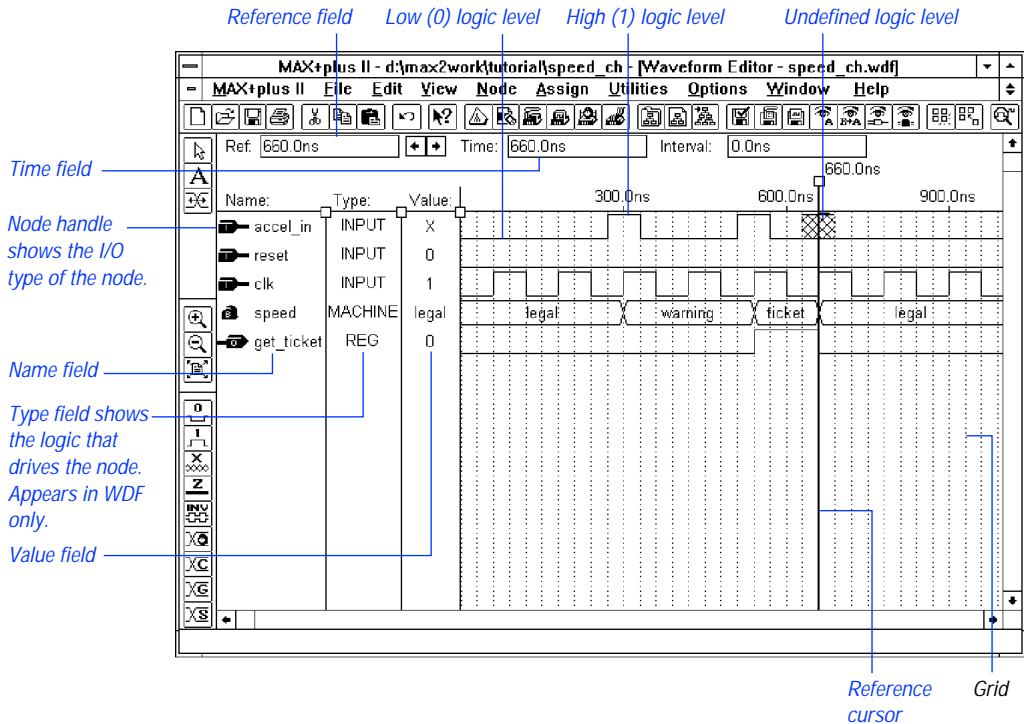 Reference field Low (0) logic level High (1) logic level Undefined logic level
MAX+plus II - d:\max2work\tutorial\speed_ch - [Waveform Editor - speed_ch.wdf]
MAX+plus II File Edit View Node Assign Utilities Options Window Help
Ref: 660.0ns Time: 660.0ns Interval: 0.0ns
Time field
660.0ns
A
Name: Type: Value: 300.0ns 600.0ns 900.0ns
Node handle
shows the I/O
type of the node.
accel_in INPUT X
reset INPUT 0
clk INPUT 1
speed MACHINE legal legal warning ticket legal
get_ticket REG 0
Name field
Type field shows
the logic that
drives the node.
Appears in WDF
only.
Value field
0
1
X
Z
INV
C
G
S
Reference
cursor
Grid